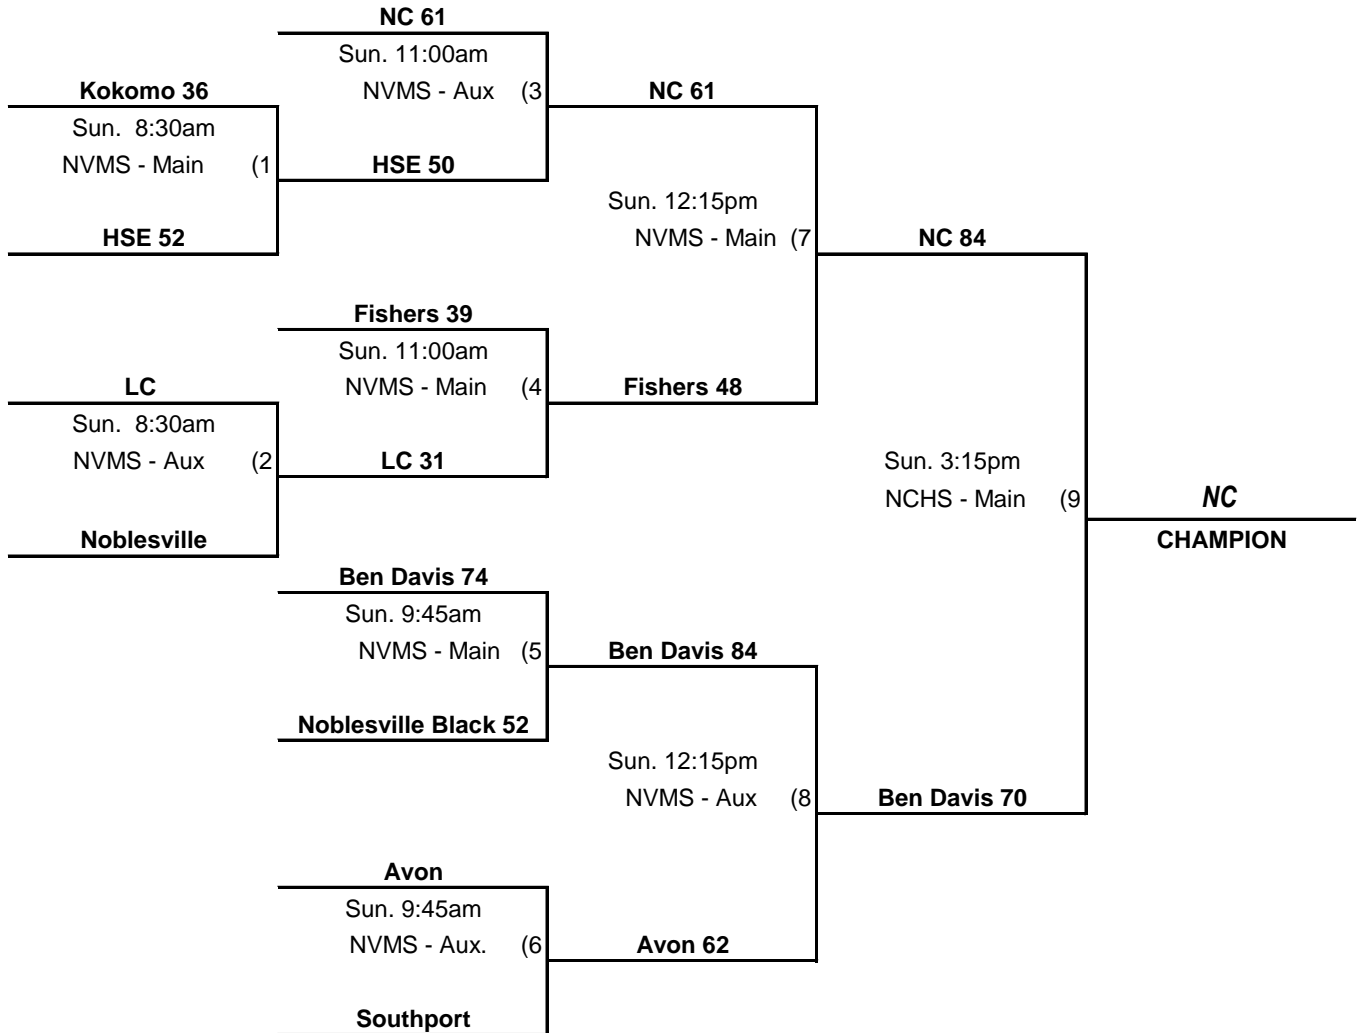 NC 61
Sun. 11:00am
Kokomo 36
NVMS - Aux (3
NC 61
Sun. 8:30am
NVMS - Main (1
HSE 50
Sun. 12:15pm
HSE 52
NVMS - Main (7
NC 84
Fishers 39
Sun. 11:00am
LC
NVMS - Main (4
Fishers 48
Sun. 8:30am
NVMS - Aux (2
LC 31
Sun. 3:15pm
NCHS - Main (9
NC
Noblesville
CHAMPION
Ben Davis 74
Sun. 9:45am
NVMS - Main (5
Ben Davis 84
Noblesville Black 52
Sun. 12:15pm
NVMS - Aux (8
Ben Davis 70
Avon
Sun. 9:45am
NVMS - Aux. (6
Avon 62
Southport